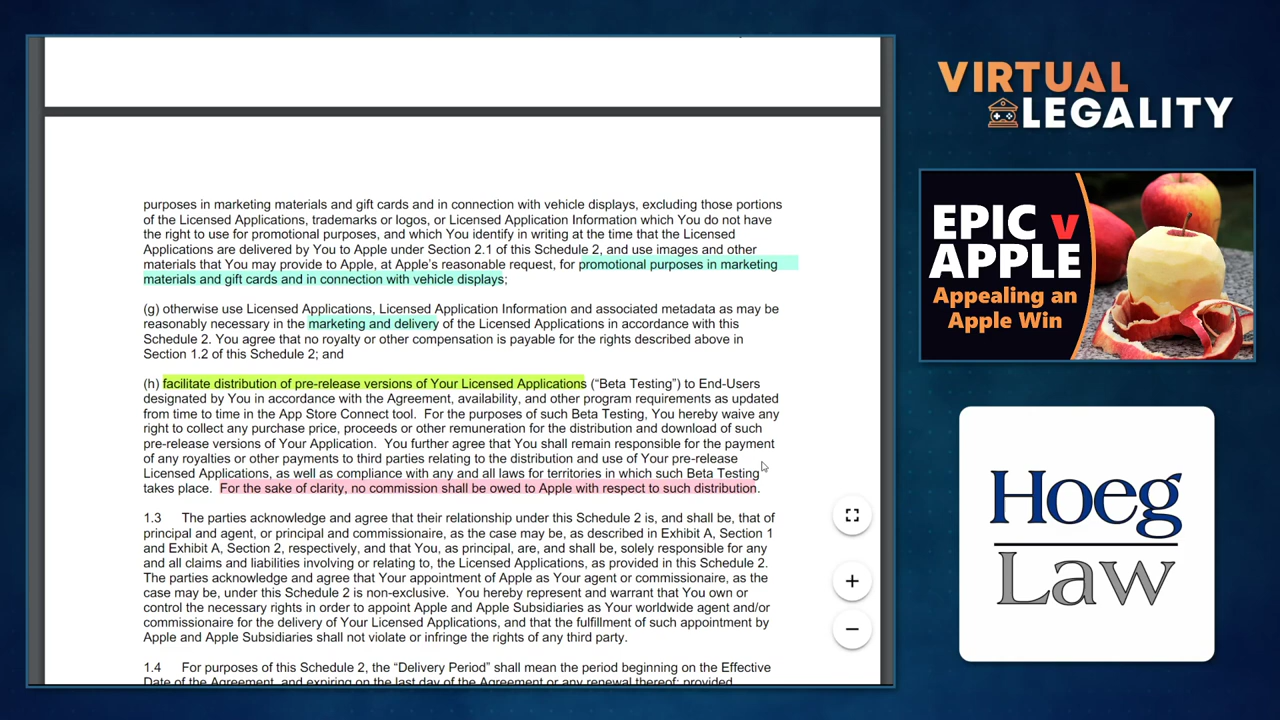 purposes in marketing materials and gift cards and in connection with vehicle displays, excluding those portions
of the Licensed Applications, trademarks or logos, or Licensed Application Information which You do not have
the right to use for promotional purposes, and which You identify in writing at the time that the Licensed
Applications are delivered by You to Apple under Section 2.1 of this Schedule 2, and use images and other
materials that You may provide to Apple, at Apple's reasonable request, for promotional purposes in marketing
materials and gift cards and in connection with vehicle displays;
(g) otherwise use Licensed Applications, Licensed Application Information and associated metadata as may be
reasonably necessary in the marketing and delivery of the Licensed Applications in accordance with this
Schedule 2. You agree that no royalty or other compensation is payable for the rights described above in
Section 1.2 of this Schedule 2; and
(h) facilitate distribution of pre-release versions of Your Licensed Applications (“Beta Testing”) to End-Users
designated by You in accordance with the Agreement, availability, and other program requirements as updated
from time to time in the App Store Connect tool. For the purposes of such Beta Testing, You hereby waive any
right to collect any purchase price, proceeds or other remuneration for the distribution and download of such
pre-release versions of Your Application. You further agree that You shall remain responsible for the payment
of any royalties or other payments to third parties relating to the distribution and use of Your pre-release
Licensed Applications, as well as compliance with any and all laws for territories in which such Beta Testing
takes place. For the sake of clarity, no commission shall be owed to Apple with respect to such distribution.
1.3 The parties acknowledge and agree that their relationship under this Schedule 2 is, and shall be, that of
principal and agent, or principal and commissionaire, as the case may be, as described in Exhibit A, Section 1
and Exhibit A, Section 2, respectively, and that You, as principal, are, and shall be, solely responsible for any
and all claims and liabilities involving or relating to, the Licensed Applications, as provided in this Schedule 2.
The parties acknowledge and agree that Your appointment of Apple as Your agent or commissionaire, as the
case may be, under this Schedule 2 is non-exclusive. You hereby represent and warrant that You own or
control the necessary rights in order to appoint Apple and Apple Subsidiaries as Your worldwide agent and/or
commissionaire for the delivery of Your Licensed Applications, and that the fulfillment of such appointment by
Apple and Apple Subsidiaries shall not violate or infringe the rights of any third party.
1.4 For purposes of this Schedule 2, the “Delivery Period” shall mean the period beginning on the Effective
Date of the Agreement, and expiring on the last day of the Agreement or any renewal thereof; provided
VIRTUAL
LEGALITY
EPIC v
APPLE
Appealing an
Apple Win
Hoeg
Law